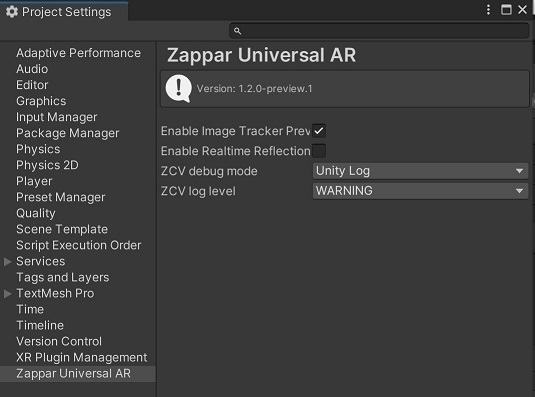 Project Settings
Adaptive Performance
Audio
Editor
Graphics
Input Manager
Package Manager
Physics
Physics 2D
Player
Preset Manager
Quality
Scene Template
Script Execution Order
Services
Tags and Layers
TextMesh Pro
Time
Timeline
Version Control
XR Plugin Management
Zappar Universal AR
Zappar Universal AR
Version: 1.2.0-preview.1
Enable Image Tracker Prev
Enable Realtime Reflection
ZCV debug mode Unity Log
ZCV log level WARNING